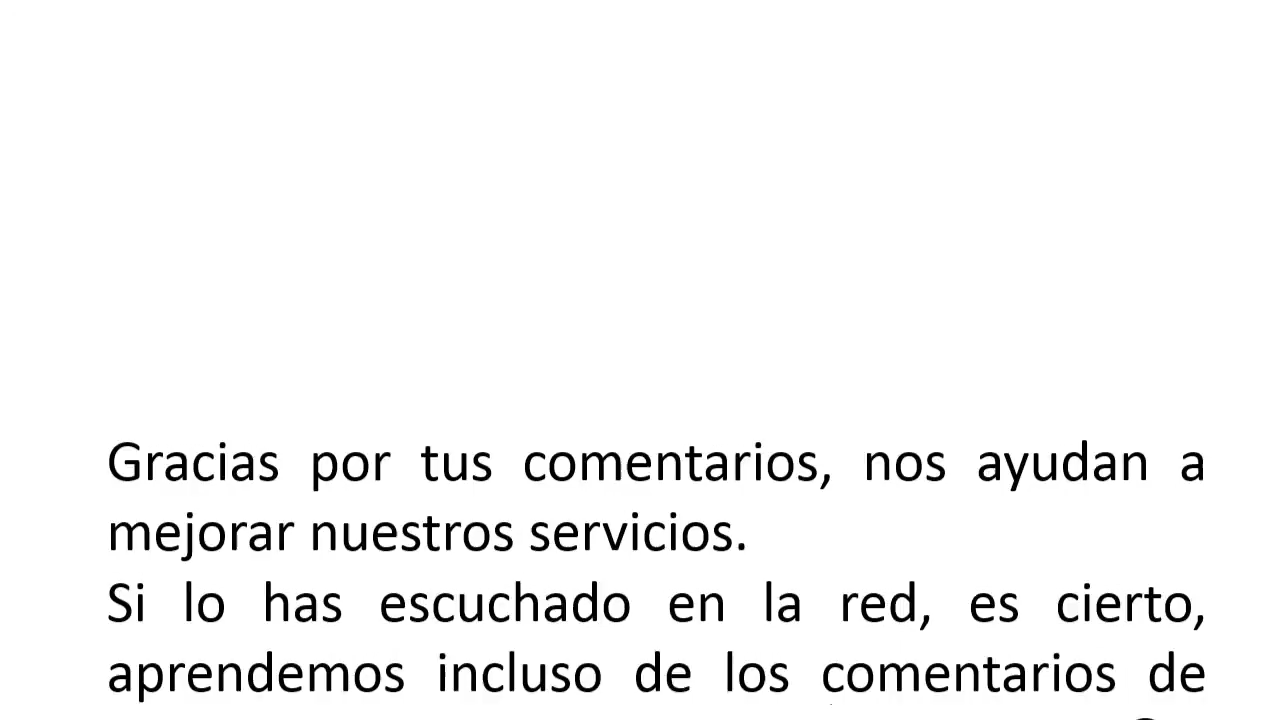 Gracias por tus comentarios, nos ayudan a
mejorar nuestros servicios.
Si lo has escuchado en la red, es cierto,
aprendemos incluso de los comentarios de